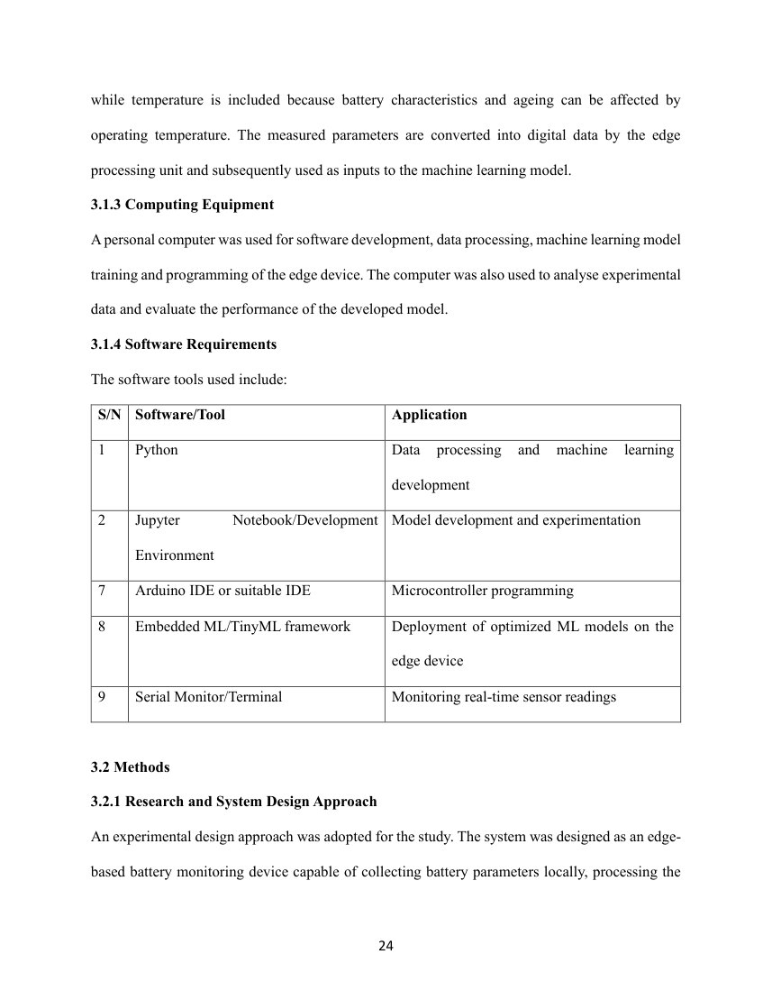 while temperature is included because battery characteristics and ageing can be affected by
operating temperature. The measured parameters are converted into digital data by the edge
processing unit and subsequently used as inputs to the machine learning model.
3.1.3 Computing Equipment
A personal computer was used for software development, data processing, machine learning model
training and programming of the edge device. The computer was also used to analyse experimental
data and evaluate the performance of the developed model.
3.1.4 Software Requirements
The software tools used include:
S/N Software/Tool Application
1 Python Data processing and machine learning
development
2 Jupyter Notebook/Development Model development and experimentation
Environment
7 Arduino IDE or suitable IDE Microcontroller programming
8 Embedded ML/TinyML framework Deployment of optimized ML models on the
edge device
9 Serial Monitor/Terminal Monitoring real-time sensor readings
3.2 Methods
3.2.1 Research and System Design Approach
An experimental design approach was adopted for the study. The system was designed as an edge-
based battery monitoring device capable of collecting battery parameters locally, processing the
24